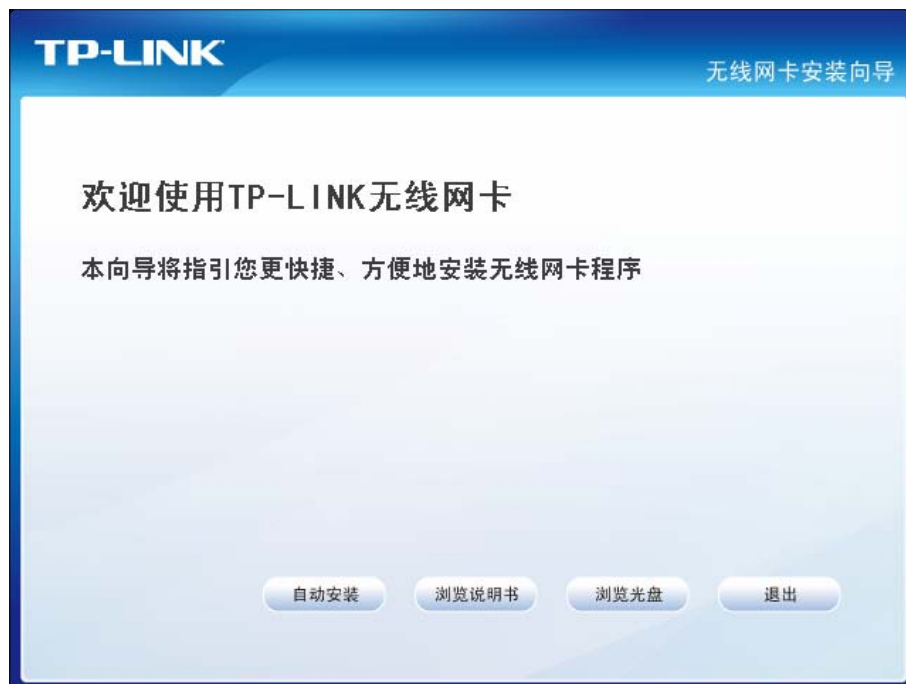 TP-LINK
无线网卡安装向导
欢迎使用TP-LINK无线网卡
本向导将指引您更快捷、方便地安装无线网卡程序
自动安装 浏览说明书 浏览光盘 退出